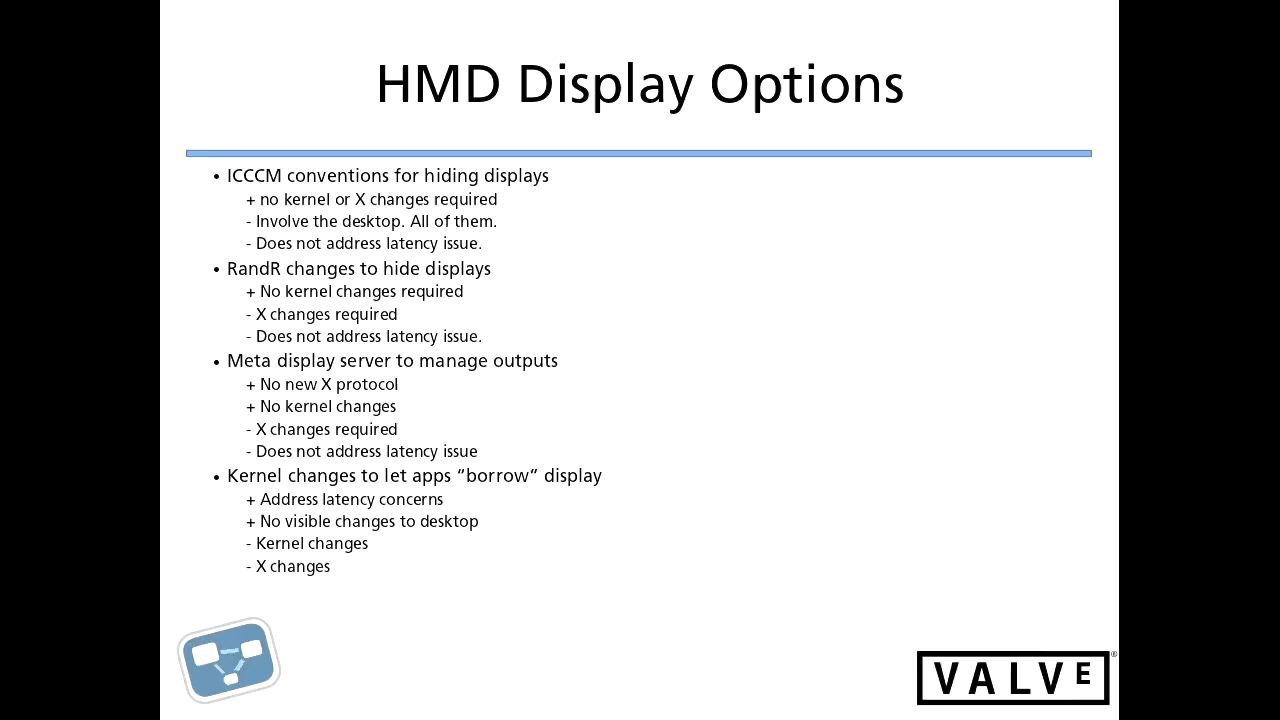 HMD Display Options
• ICCCM conventions for hiding displays
+ no kernel or X changes required
- Involve the desktop. All of them.
- Does not address latency issue.
• RandR changes to hide displays
+ No kernel changes required
- X changes required
- Does not address latency issue.
• Meta display server to manage outputs
+ No new X protocol
+ No kernel changes
- X changes required
- Does not address latency issue
• Kernel changes to let apps “borrow” display
+ Address latency concerns
+ No visible changes to desktop
- Kernel changes
- X changes
VALVE®